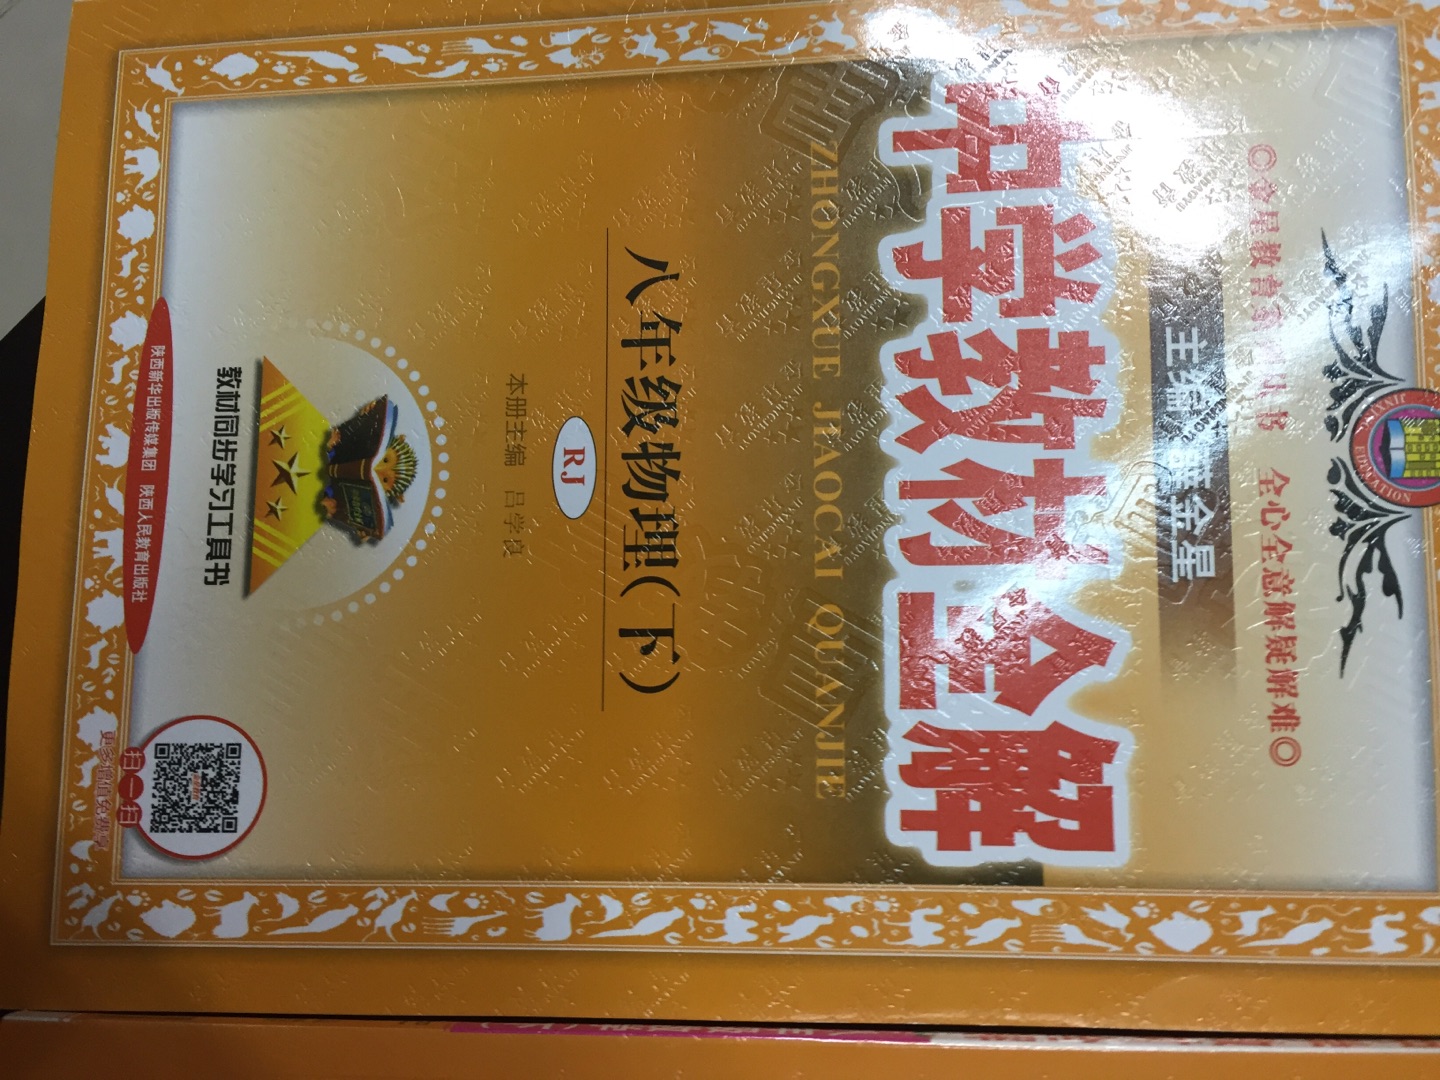 EDUCATION
◎金星教育系列丛书 全心全意解疑解难◎
主编 薛金星
中学教材全解
ZHONGXUE JIAOCAI QUANJIE
八年级物理(下)
RJ
本册主编 吕学良
教材同步学习工具书
陕西新华出版传媒集团 陕西人民教育出版社
扫一扫